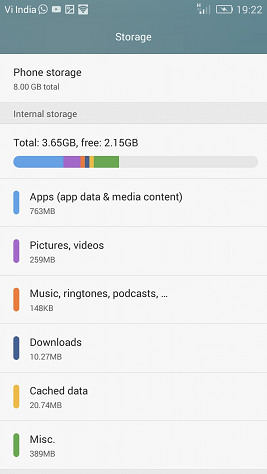 Vi India H 19:22
Storage
Phone storage
8.00 GB total
Internal storage
Total: 3.65GB, free: 2.15GB
Apps (app data & media content)
763MB
Pictures, videos
259MB
Music, ringtones, podcasts, ...
148KB
Downloads
10.27MB
Cached data
20.74MB
Misc.
389MB